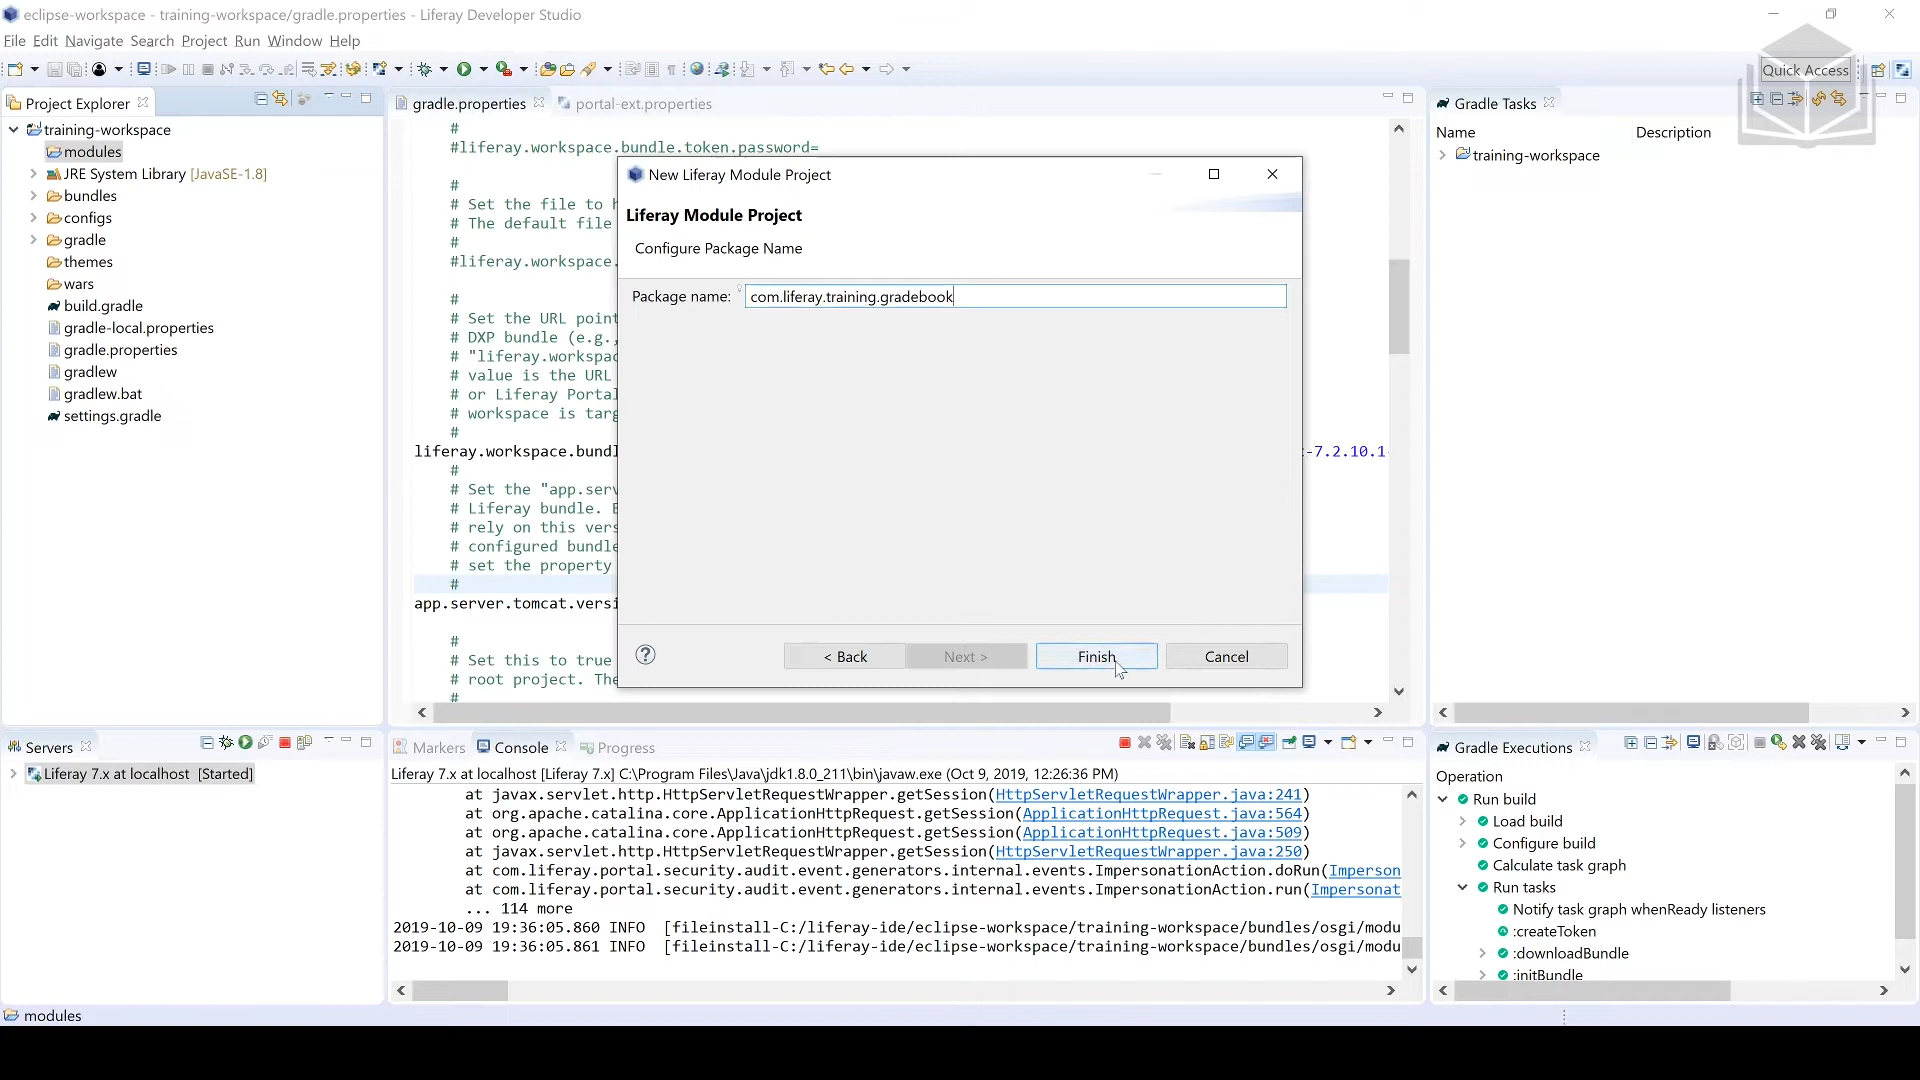 eclipse-workspace - training-workspace/gradle.properties - Liferay Developer Studio
File Edit Navigate Search Project Run Window Help
Quick Access
Project Explorer
training-workspace
modules
JRE System Library [JavaSE-1.8]
bundles
configs
gradle
themes
wars
build.gradle
gradle-local.properties
gradle.properties
gradlew
gradlew.bat
settings.gradle
gradle.properties
portal-ext.properties
#
#liferay.workspace.bundle.token.password=
#
# Set the file to
# The default file
#
#liferay.workspace.
#
# Set the URL point
# DXP bundle (e.g.,
# "liferay.workspac
# value is the URL
# or Liferay Portal
# workspace is targ
#
liferay.workspace.bundl
-7.2.10.1
#
# Set the "app.serv
# Liferay bundle.
# rely on this vers
# configured bundle
# set the property
#
app.server.tomcat.versi
#
# Set this to true
# root project. The
#
New Liferay Module Project
Liferay Module Project
Configure Package Name
Package name: com.liferay.training.gradebook
?
< Back
Next >
Finish
Cancel
Gradle Tasks
Name Description
training-workspace
Servers
Liferay 7.x at localhost [Started]
Markers
Console
Progress
Liferay 7.x at localhost [Liferay 7.x] C:\Program Files\Java\jdk1.8.0_211\bin\javaw.exe (Oct 9, 2019, 12:26:36 PM)
at javax.servlet.http.HttpServletRequestWrapper.getSession(HttpServletRequestWrapper.java:241)
at org.apache.catalina.core.ApplicationHttpRequest.getSession(ApplicationHttpRequest.java:564)
at org.apache.catalina.core.ApplicationHttpRequest.getSession(ApplicationHttpRequest.java:509)
at javax.servlet.http.HttpServletRequestWrapper.getSession(HttpServletRequestWrapper.java:250)
at com.liferay.portal.security.audit.event.generators.internal.events.ImpersonationAction.doRun(Imperson
at com.liferay.portal.security.audit.event.generators.internal.events.ImpersonationAction.run(Impersonat
... 114 more
2019-10-09 19:36:05.860 INFO [fileinstall-C:/liferay-ide/eclipse-workspace/training-workspace/bundles/osgi/modu
2019-10-09 19:36:05.861 INFO [fileinstall-C:/liferay-ide/eclipse-workspace/training-workspace/bundles/osgi/modu
Gradle Executions
Operation
Run build
Load build
Configure build
Calculate task graph
Run tasks
Notify task graph whenReady listeners
:createToken
:downloadBundle
:initBundle
modules